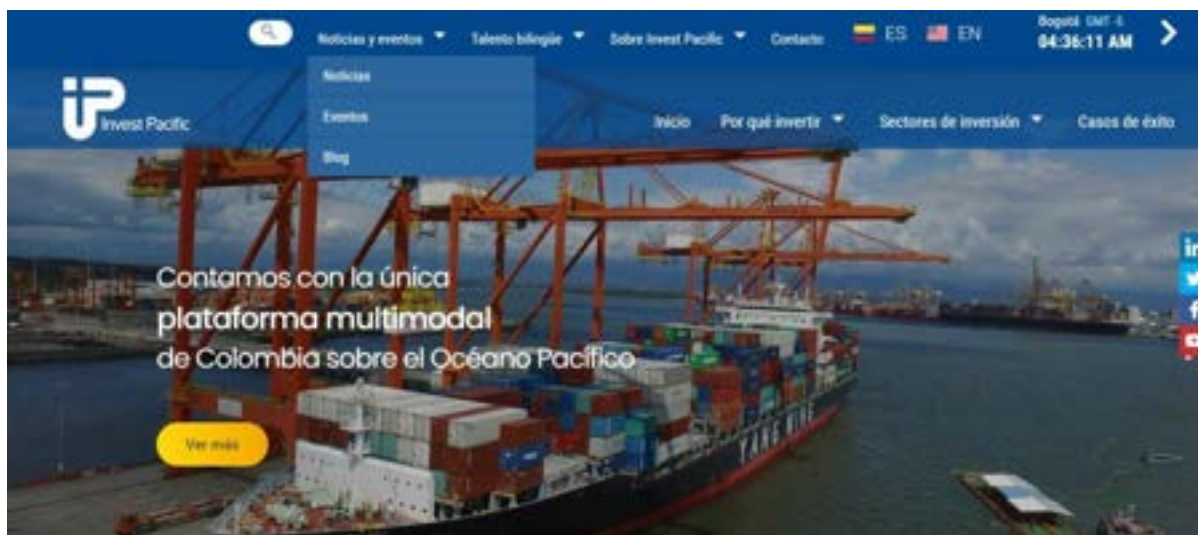 Noticias y eventos
Talento bilingüe
Sobre Invest Pacific
Contacto
ES
EN
Bogotá GMT -5
04:36:11 AM
Noticias
Eventos
Blog
Invest Pacific
Inicio
Por qué invertir
Sectores de inversión
Casos de éxito
Contamos con la única
plataforma multimodal
de Colombia sobre el Océano Pacífico
Ver más